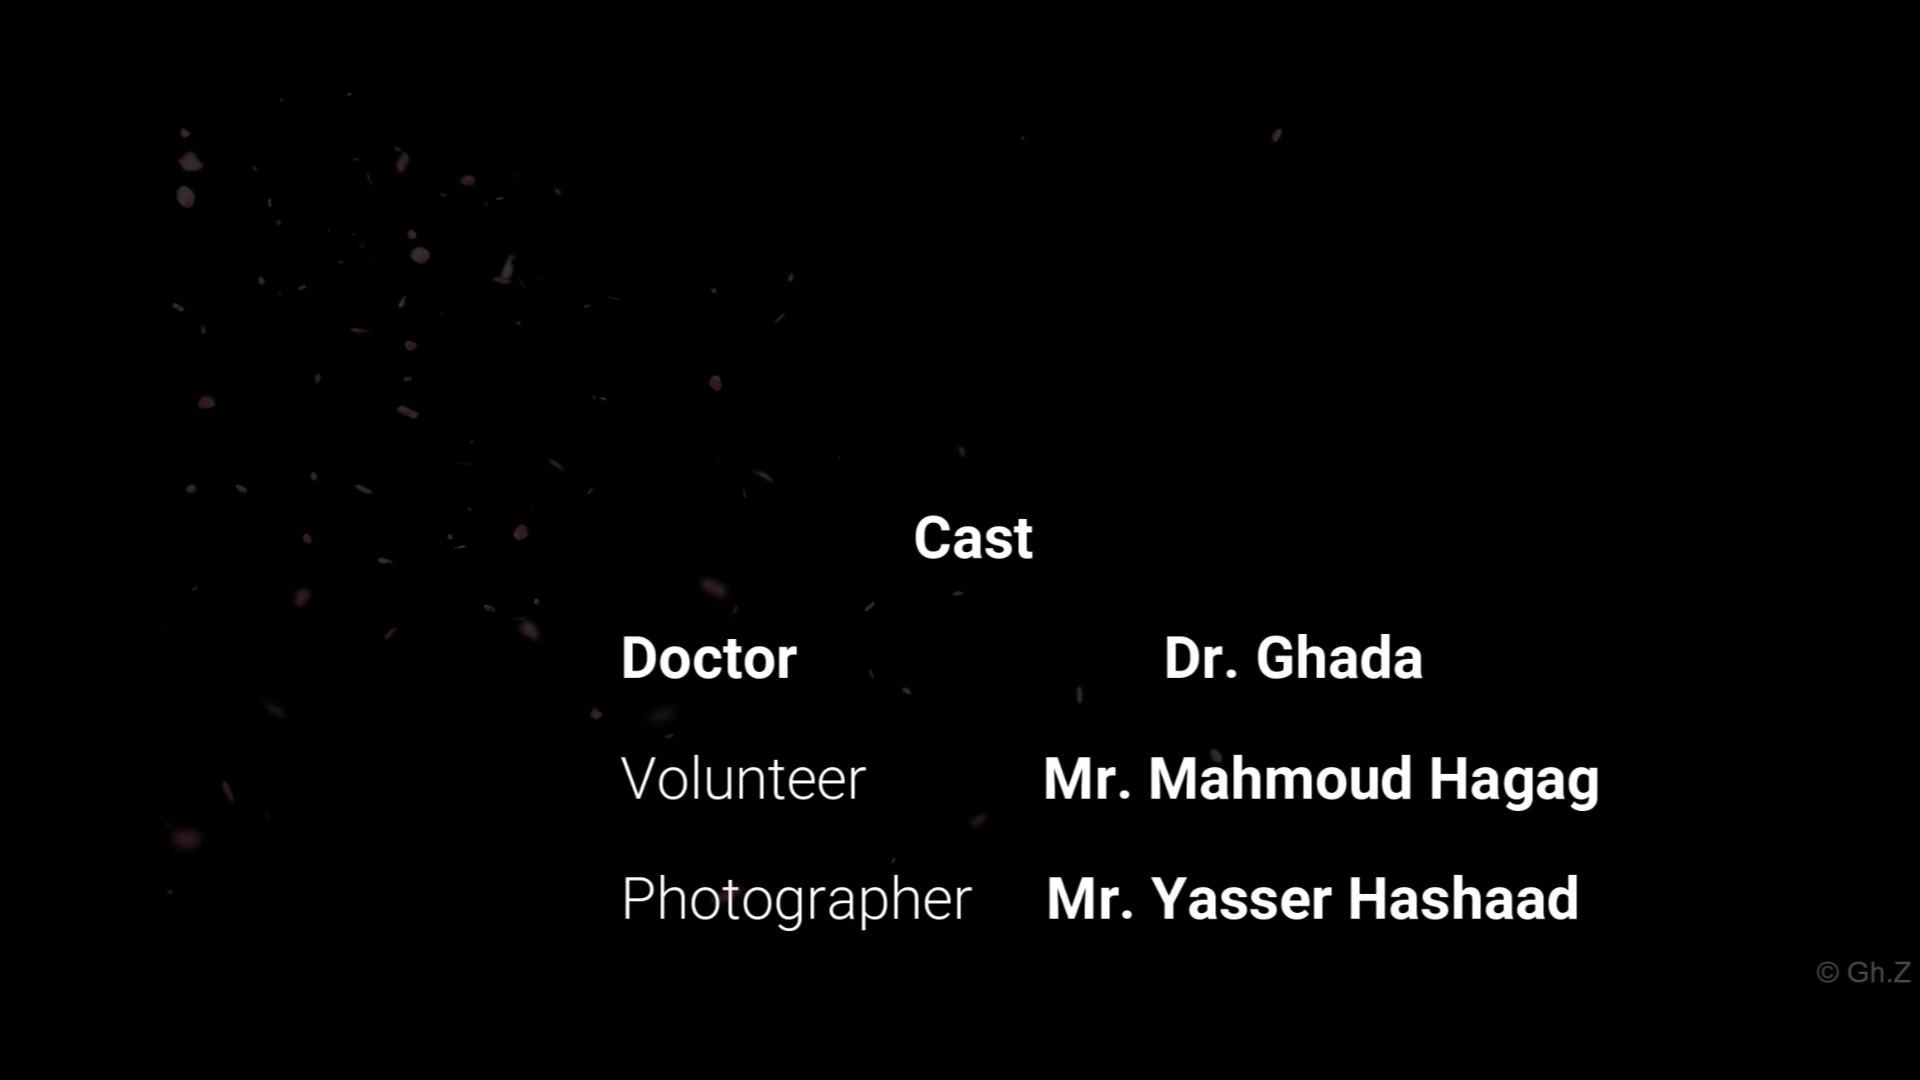 Cast
Doctor Dr. Ghada
Volunteer Mr. Mahmoud Hagag
Photographer Mr. Yasser Hashaad
© Gh.Z